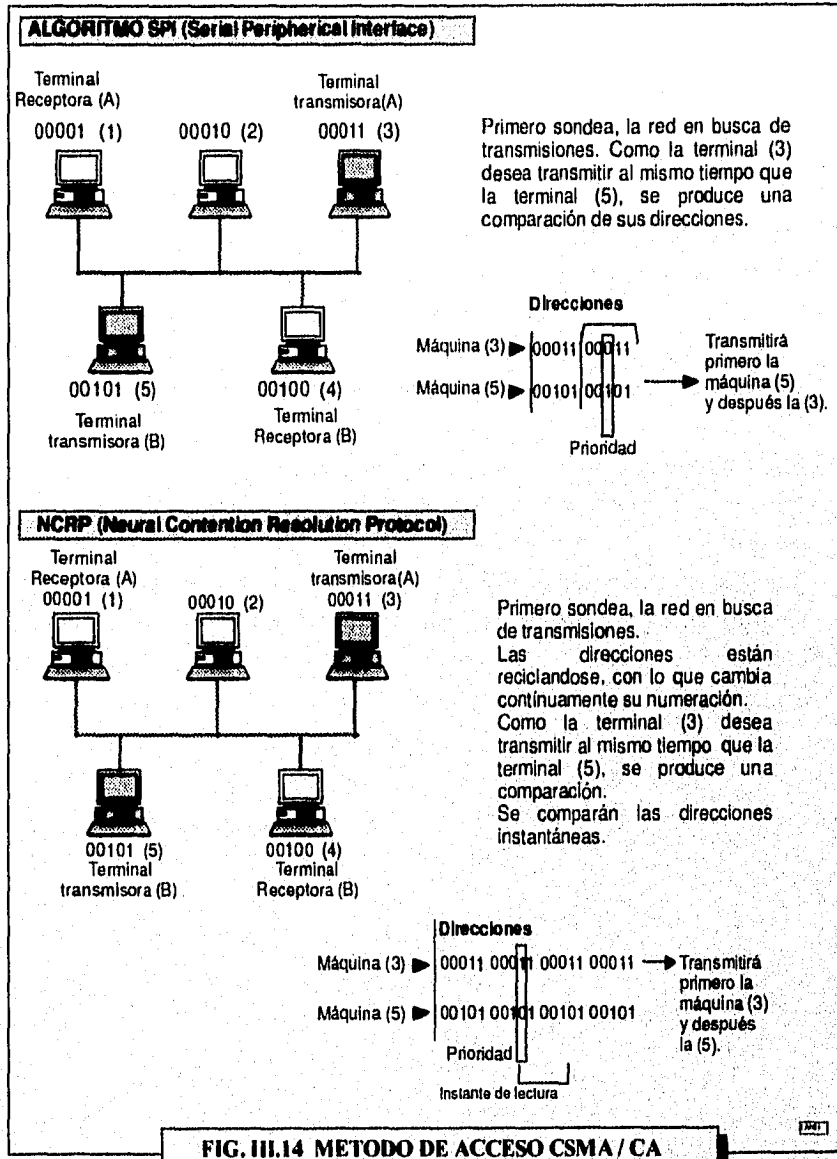 ALGORITMO SPI (Serial Peripherical Interface)
Terminal
Receptora (A)
00001 (1)
00010 (2)
Terminal
transmisora(A)
00011 (3)
00101 (5)
Terminal
transmisora (B)
00100 (4)
Terminal
Receptora (B)
Primero sondea, la red en busca de
transmisiones. Como la terminal (3)
desea transmitir al mismo tiempo que
la terminal (5), se produce una
comparación de sus direcciones.
Direcciones
Máquina (3) 00011 00011
Máquina (5) 00101 00101
Prioridad
Transmitirá
primero la
máquina (5)
y después la (3).
NCRP (Neural Contention Resolution Protocol)
Terminal
Receptora (A)
00001 (1)
00010 (2)
Terminal
transmisora(A)
00011 (3)
00101 (5)
Terminal
transmisora (B)
00100 (4)
Terminal
Receptora (B)
Primero sondea, la red en busca
de transmisiones.
Las direcciones están
reciclandose, con lo que cambia
contínuamente su numeración.
Como la terminal (3) desea
transmitir al mismo tiempo que la
terminal (5), se produce una
comparación.
Se comparán las direcciones
instantáneas.
Direcciones
Máquina (3) 00011 00011 00011 00011
Máquina (5) 00101 00101 00101 00101
Prioridad
Instante de lectura
Transmitirá
primero la
máquina (3)
y después
la (5).
FIG. III.14 METODO DE ACCESO CSMA / CA